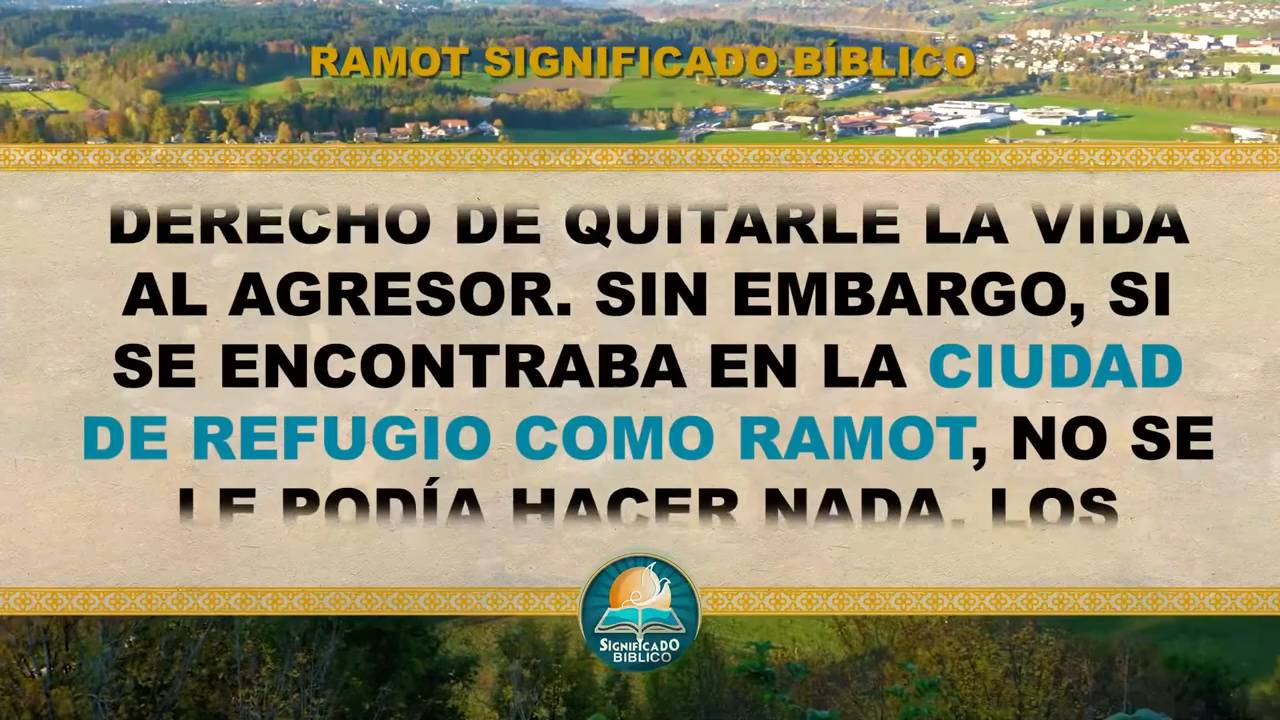 RAMOT SIGNIFICADO BÍBLICO
DERECHO DE QUITARLE LA VIDA
AL AGRESOR. SIN EMBARGO, SI
SE ENCONTRABA EN LA CIUDAD
DE REFUGIO COMO RAMOT, NO SE
LE PODÍA HACER NADA. LOS
SIGNIFICADO
BIBLICO